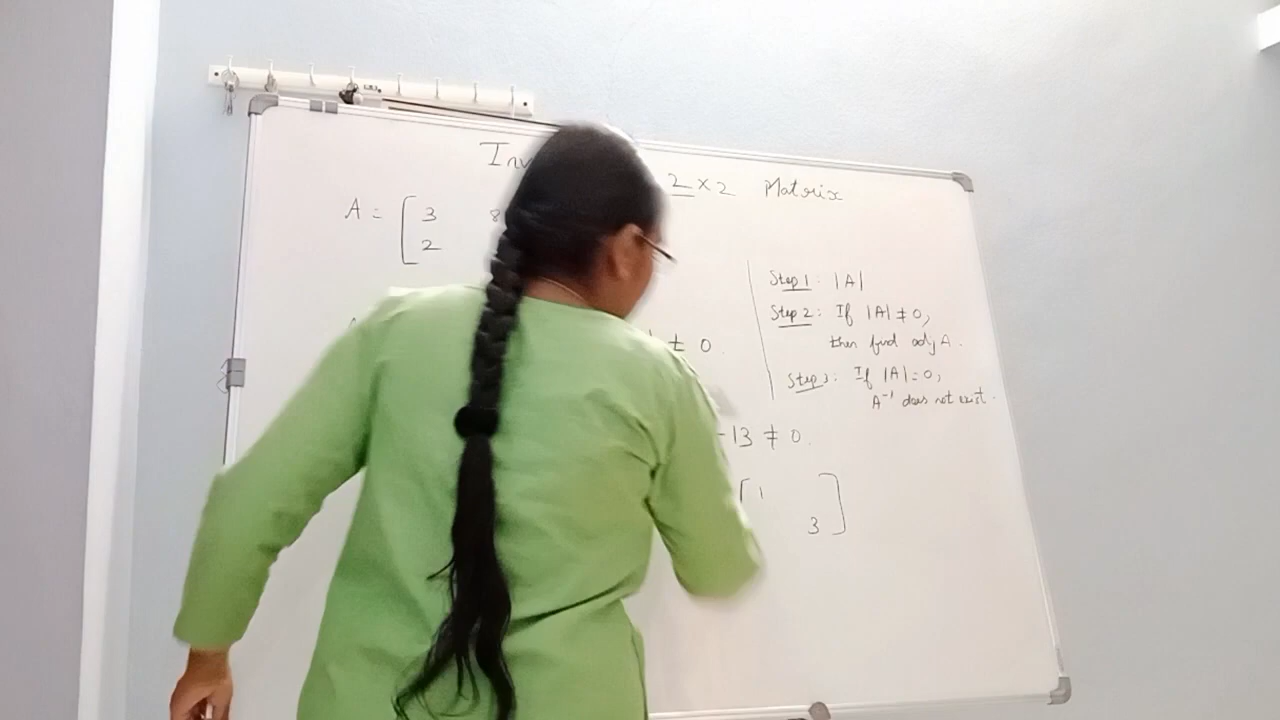 2 × 2 Matrix
A = [ 3 8
2
Step 1: |A|
Step 2: If |A| ≠ 0,
then find adj A.
Step 3: If |A| = 0,
A⁻¹ does not exist.
≠ 0.
-13 ≠ 0.
[ 1
3 ]